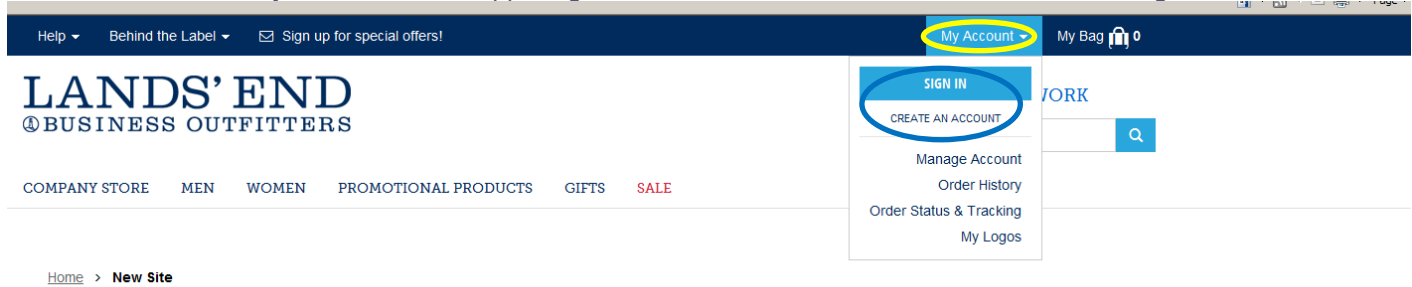 Page
Help Behind the Label Sign up for special offers! My Account My Bag 0
LANDS' END
BUSINESS OUTFITTERS
SIGN IN
CREATE AN ACCOUNT
Manage Account
Order History
Order Status & Tracking
My Logos
COMPANY STORE MEN WOMEN PROMOTIONAL PRODUCTS GIFTS SALE
Home > New Site